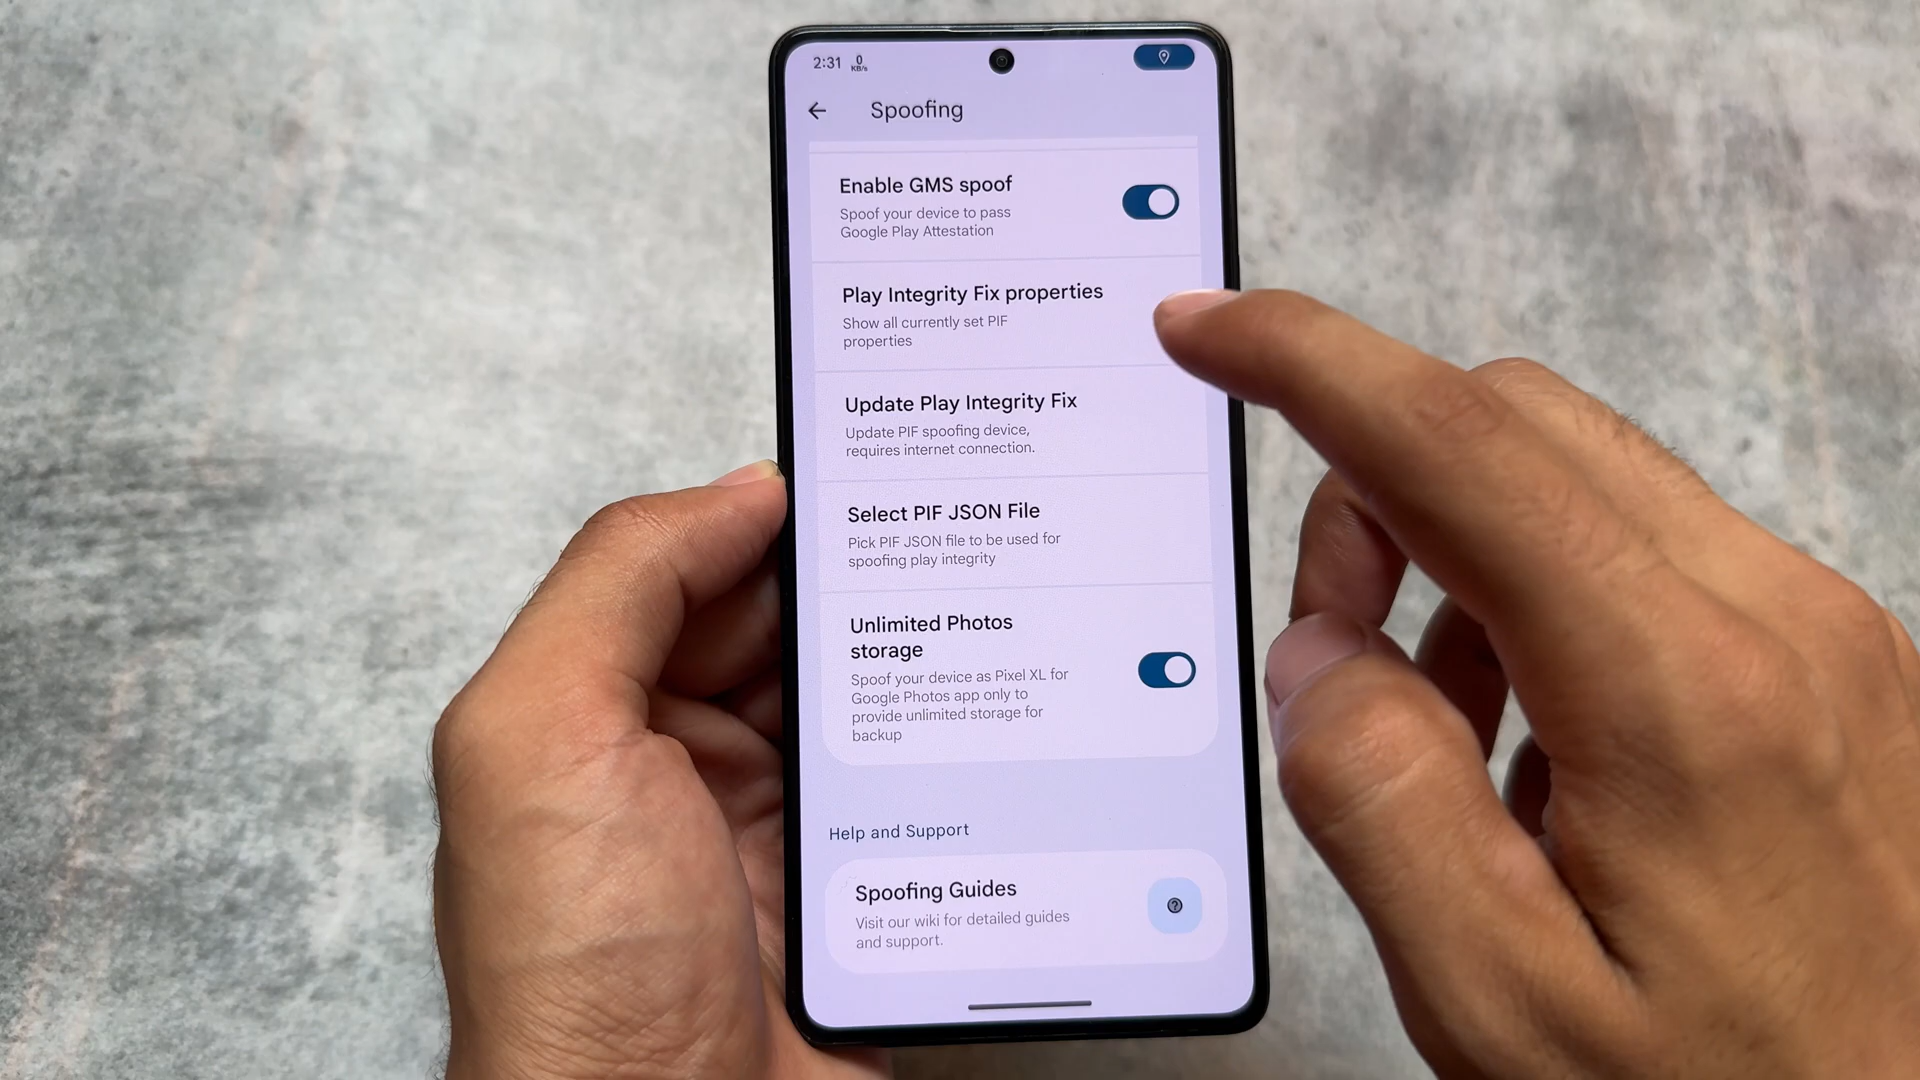 2:31 0 KB/s
Spoofing
Enable GMS spoof
Spoof your device to pass
Google Play Attestation
Play Integrity Fix properties
Show all currently set PIF
properties
Update Play Integrity Fix
Update PIF spoofing device,
requires internet connection.
Select PIF JSON File
Pick PIF JSON file to be used for
spoofing play integrity
Unlimited Photos
storage
Spoof your device as Pixel XL for
Google Photos app only to
provide unlimited storage for
backup
Help and Support
Spoofing Guides
Visit our wiki for detailed guides
and support.